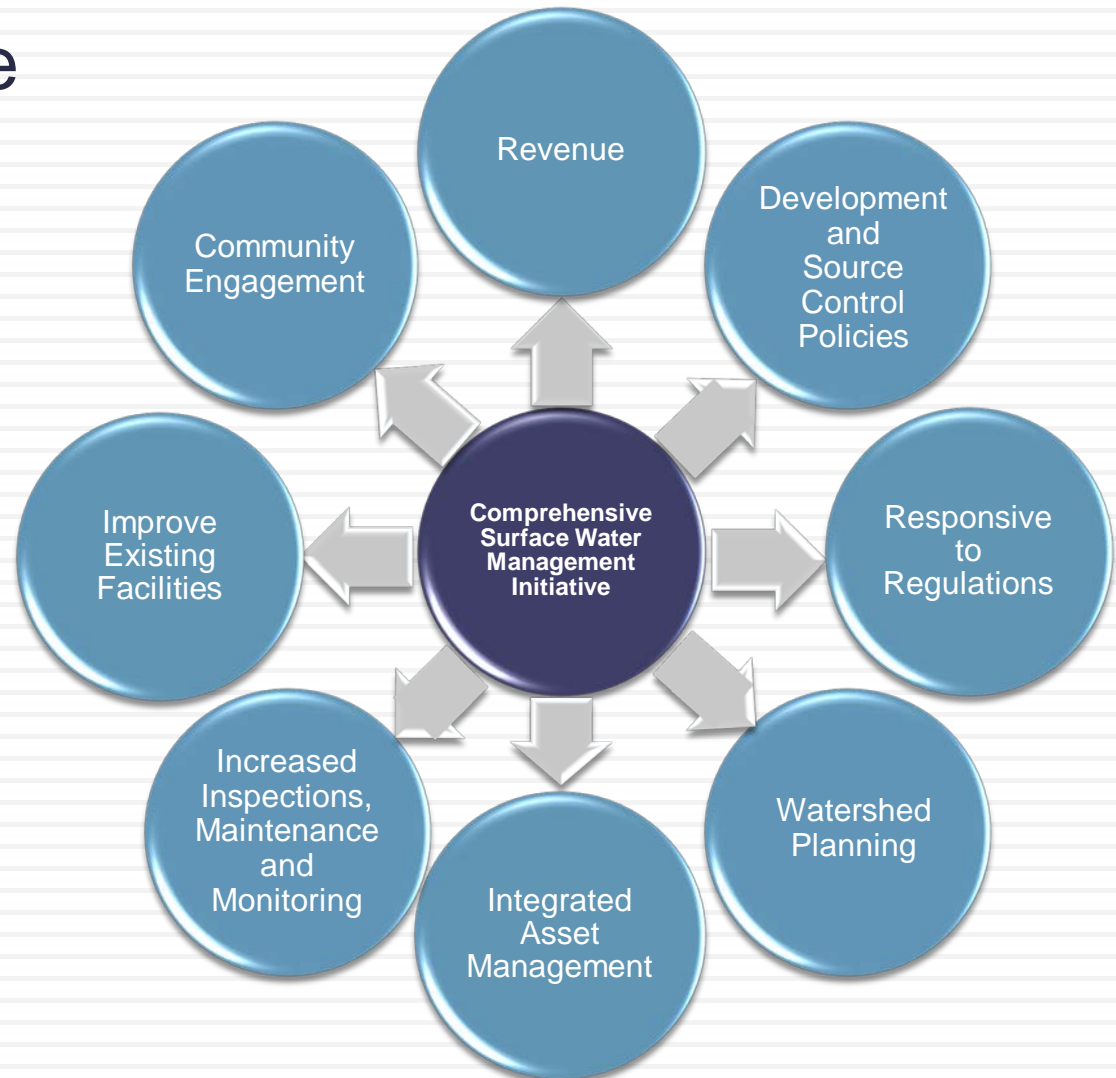 e
Revenue
Development
and
Source
Control
Policies
Responsive
to
Regulations
Watershed
Planning
Integrated
Asset
Management
Increased
Inspections,
Maintenance
and
Monitoring
Improve
Existing
Facilities
Community
Engagement
Comprehensive
Surface Water
Management
Initiative